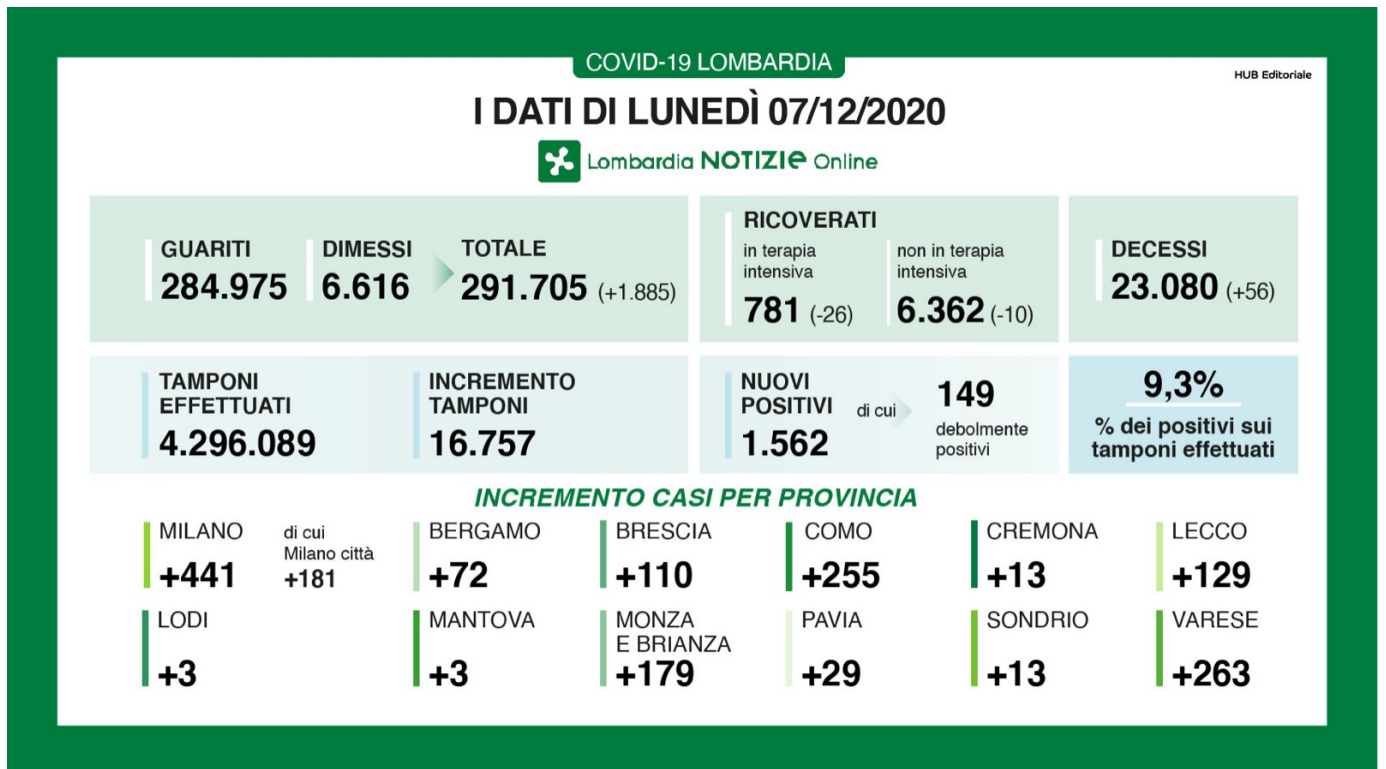 COVID-19 LOMBARDIA
HUB Editoriale
I DATI DI LUNEDÌ 07/12/2020
Lombardia NOTIZIE Online
GUARITI
284.975
DIMESSI
6.616
TOTALE
291.705 (+1.885)
RICOVERATI
in terapia
intensiva
781 (-26)
non in terapia
intensiva
6.362 (-10)
DECESSI
23.080 (+56)
TAMPONI
EFFETTUATI
4.296.089
INCREMENTO
TAMPONI
16.757
NUOVI
POSITIVI
1.562
di cui
149
debolmente
positivi
9,3%
% dei positivi sui
tamponi effettuati
INCREMENTO CASI PER PROVINCIA
MILANO
+441
di cui
Milano città
+181
BERGAMO
+72
BRESCIA
+110
COMO
+255
CREMONA
+13
LECCO
+129
LODI
+3
MANTOVA
+3
MONZA
E BRIANZA
+179
PAVIA
+29
SONDRIO
+13
VARESE
+263